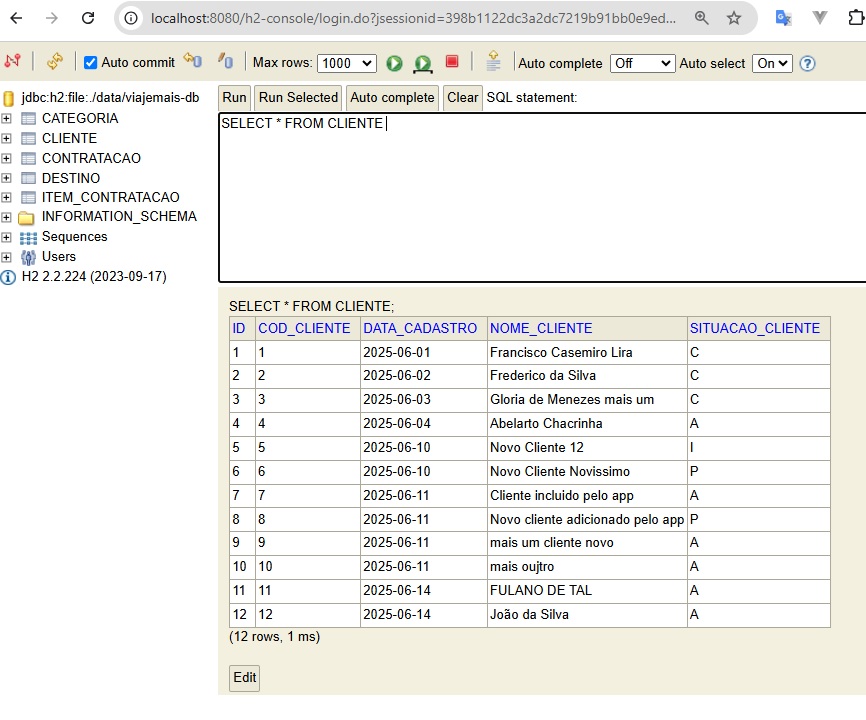 localhost:8080/h2-console/login.do?jsessionid=398b1122dc3a2dc7219b91bb0e9ed...
Auto commit Max rows: 1000 Auto complete Off Auto select On
jdbc:h2:file:./data/viajemais-db
CATEGORIA
CLIENTE
CONTRATACAO
DESTINO
ITEM_CONTRATACAO
INFORMATION_SCHEMA
Sequences
Users
H2 2.2.224 (2023-09-17)
Run Run Selected Auto complete Clear SQL statement:
SELECT * FROM CLIENTE
SELECT * FROM CLIENTE;
ID COD_CLIENTE DATA_CADASTRO NOME_CLIENTE SITUACAO_CLIENTE
1 1 2025-06-01 Francisco Casemiro Lira C
2 2 2025-06-02 Frederico da Silva C
3 3 2025-06-03 Gloria de Menezes mais um C
4 4 2025-06-04 Abelarto Chacrinha A
5 5 2025-06-10 Novo Cliente 12 I
6 6 2025-06-10 Novo Cliente Novissimo P
7 7 2025-06-11 Cliente incluido pelo app A
8 8 2025-06-11 Novo cliente adicionado pelo app P
9 9 2025-06-11 mais um cliente novo A
10 10 2025-06-11 mais oujtro A
11 11 2025-06-14 FULANO DE TAL A
12 12 2025-06-14 João da Silva A
(12 rows, 1 ms)
Edit